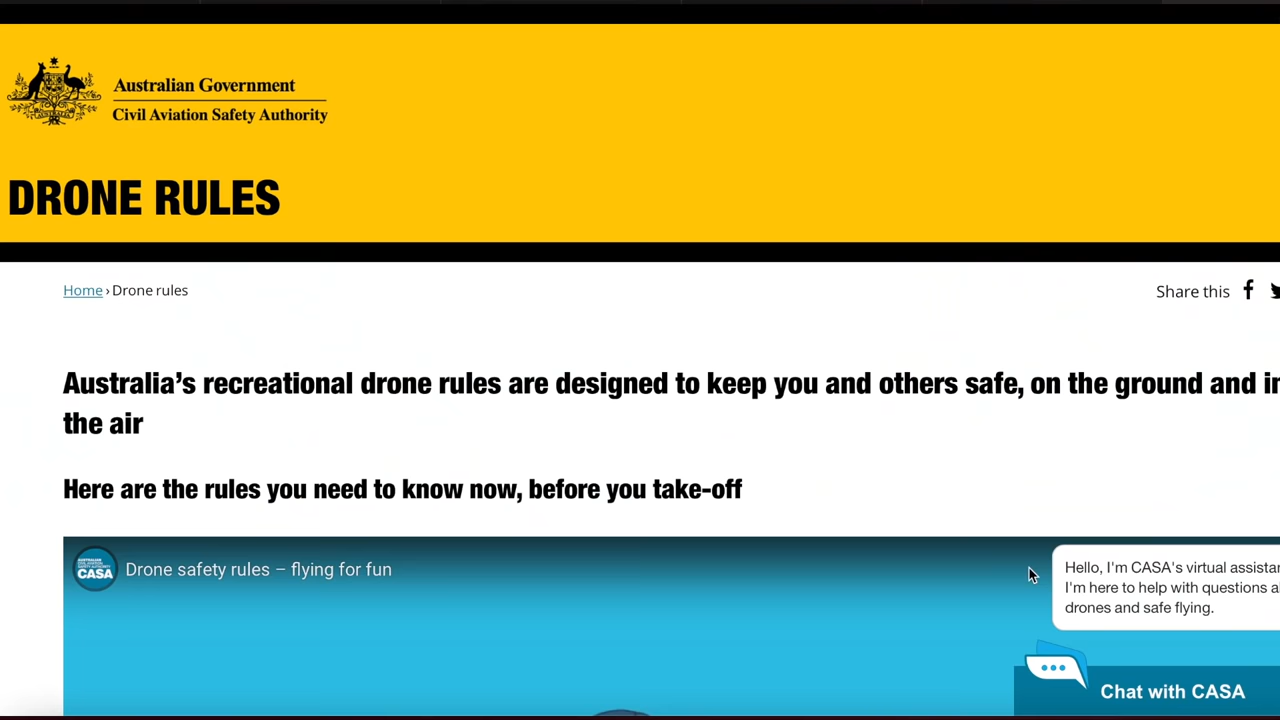 Australian Government
Civil Aviation Safety Authority
DRONE RULES
Home › Drone rules
Share this
Australia’s recreational drone rules are designed to keep you and others safe, on the ground and in
the air
Here are the rules you need to know now, before you take-off
AUSTRALIAN
CASA
Drone safety rules – flying for fun
Hello, I'm CASA's virtual
I'm here to help with questions
drones and safe flying.
Chat with CASA